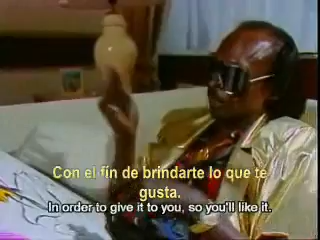 Con el fin de brindarte lo que te
gusta.
In order to give it to you, so you'll like it.